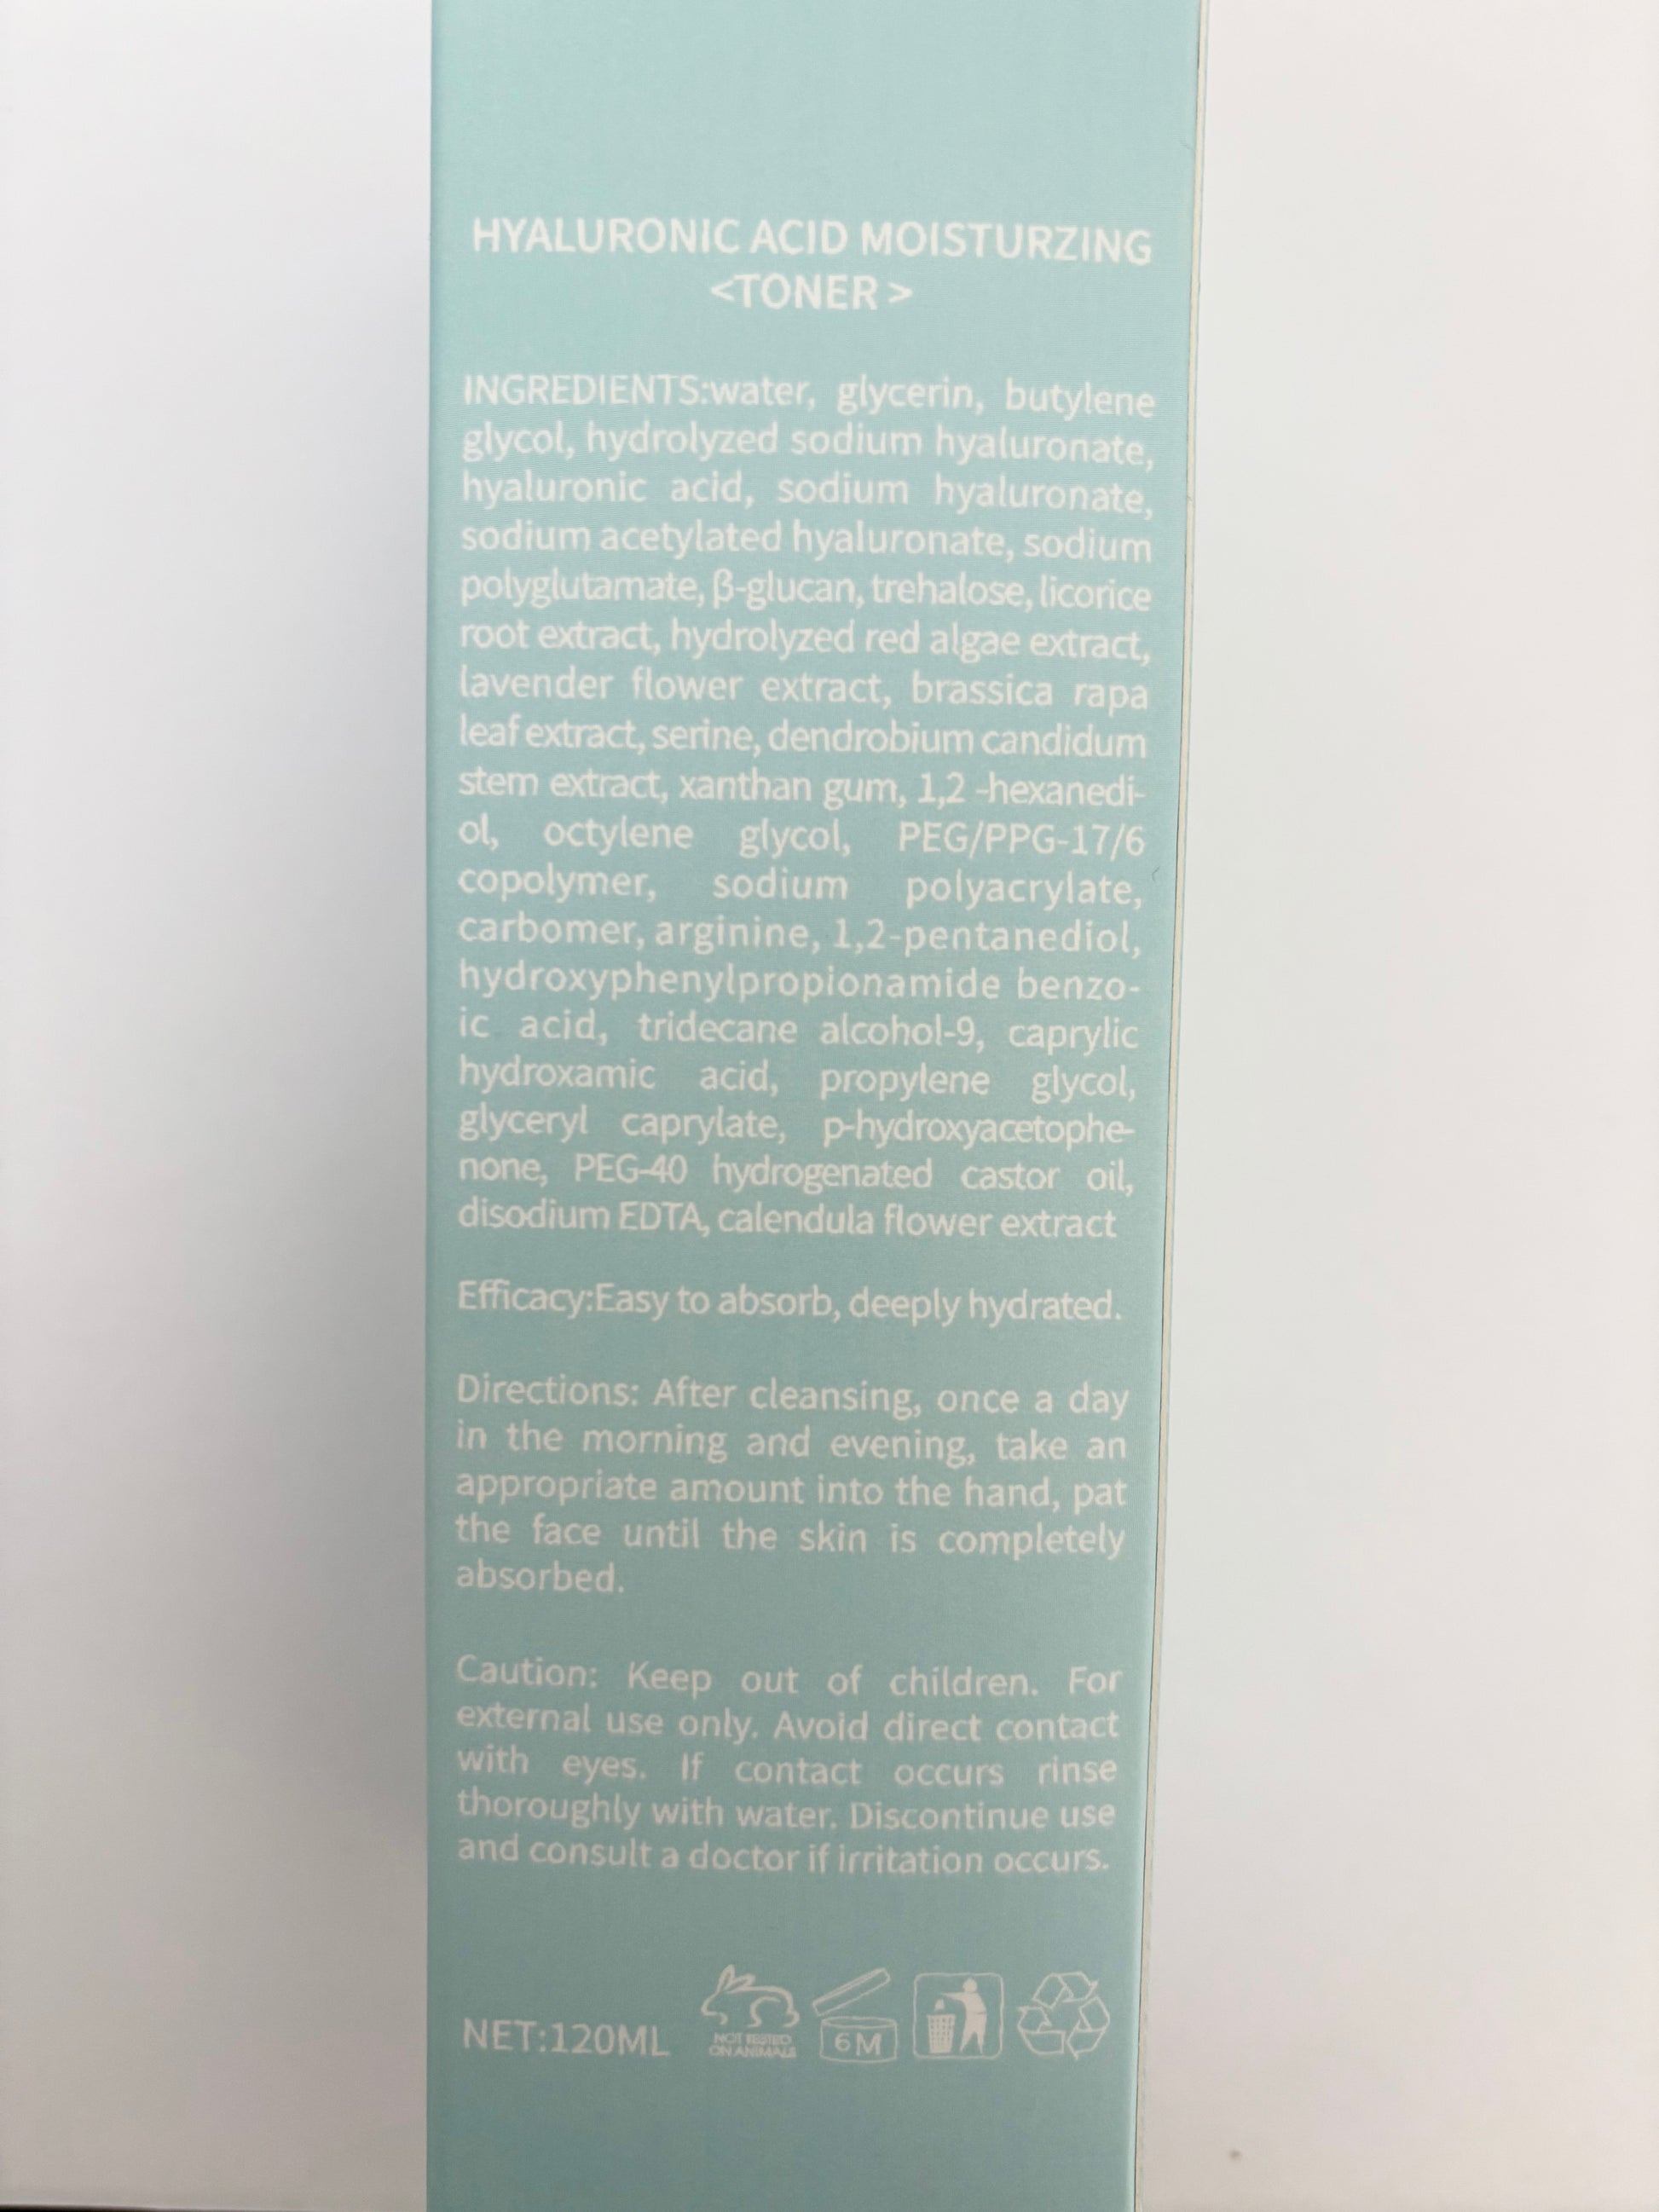 HYALURONIC ACID MOISTURZING
<TONER >
INGREDIENTS:water, glycerin, butylene
glycol, hydrolyzed sodium hyaluronate,
hyaluronic acid, sodium hyaluronate,
sodium acetylated hyaluronate, sodium
polyglutamate, β-glucan, trehalose, licorice
root extract, hydrolyzed red algae extract,
lavender flower extract, brassica rapa
leaf extract, serine, dendrobium candidum
stem extract, xanthan gum, 1,2 -hexanedi-
ol, octylene glycol, PEG/PPG-17/6
copolymer, sodium polyacrylate,
carbomer, arginine, 1,2-pentanediol,
hydroxyphenylpropionamide benzo-
ic acid, tridecane alcohol-9, caprylic
hydroxamic acid, propylene glycol,
glyceryl caprylate, p-hydroxyacetophe-
none, PEG-40 hydrogenated castor oil,
disodium EDTA, calendula flower extract
Efficacy:Easy to absorb, deeply hydrated.
Directions: After cleansing, once a day
in the morning and evening, take an
appropriate amount into the hand, pat
the face until the skin is completely
absorbed.
Caution: Keep out of children. For
external use only. Avoid direct contact
with eyes. If contact occurs rinse
thoroughly with water. Discontinue use
and consult a doctor if irritation occurs.
NET:120ML
NOT TESTED
ON ANIMALS
6M